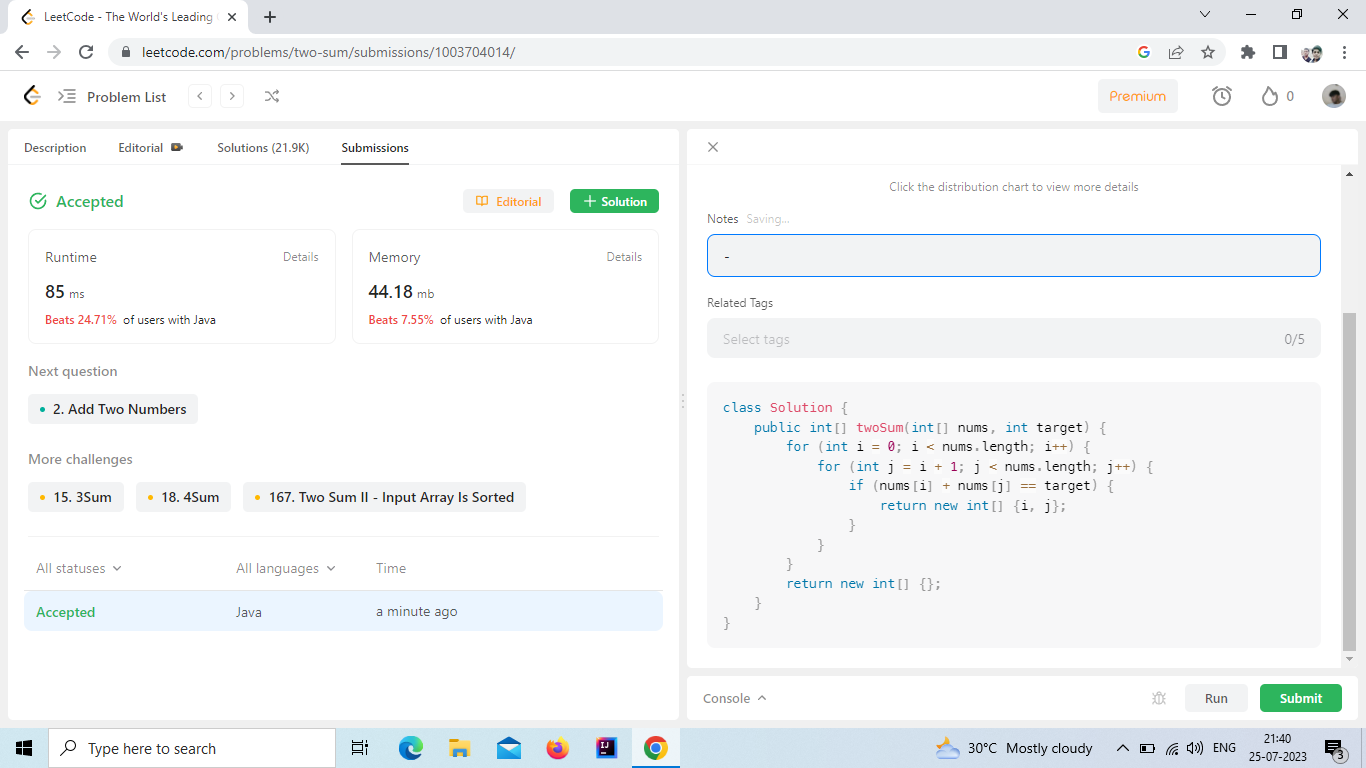 LeetCode - The World's Leading
leetcode.com/problems/two-sum/submissions/1003704014/
Problem List
Premium
0
Description
Editorial
Solutions (21.9K)
Submissions
Accepted
Editorial
Solution
Runtime
Details
85 ms
Beats 24.71% of users with Java
Memory
Details
44.18 mb
Beats 7.55% of users with Java
Next question
2. Add Two Numbers
More challenges
15. 3Sum
18. 4Sum
167. Two Sum II - Input Array Is Sorted
All statuses
All languages
Time
Accepted
Java
a minute ago
Click the distribution chart to view more details
Notes Saving...
-
Related Tags
Select tags
0/5
class Solution {
    public int[] twoSum(int[] nums, int target) {
        for (int i = 0; i < nums.length; i++) {
            for (int j = i + 1; j < nums.length; j++) {
                if (nums[i] + nums[j] == target) {
                    return new int[] {i, j};
                }
            }
        }
        return new int[] {};
    }
}
Console
Run
Submit
Type here to search
30°C Mostly cloudy
ENG
21:40
25-07-2023
3